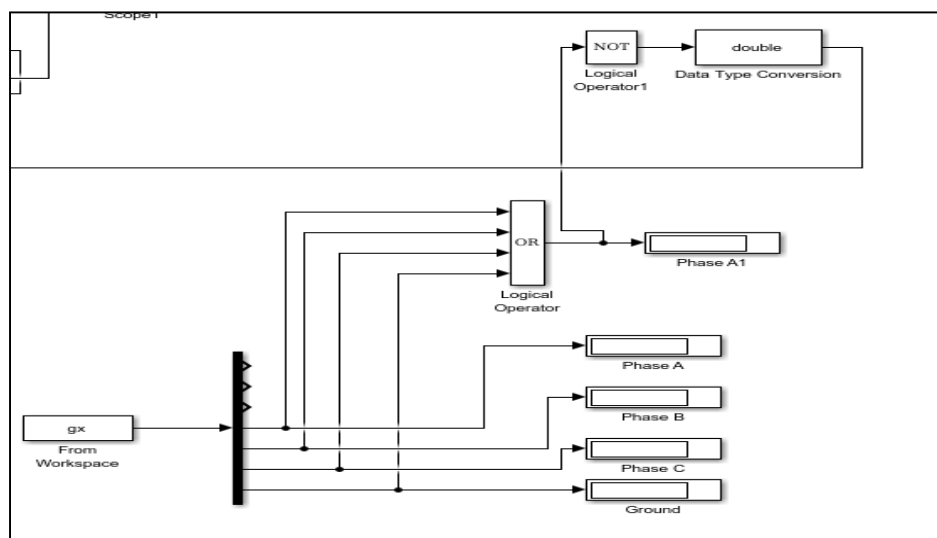 Scope1
NOT
Logical
Operator1
double
Data Type Conversion
OR
Logical
Operator
Phase A1
Phase A
Phase B
gx
From
Workspace
Phase C
Ground